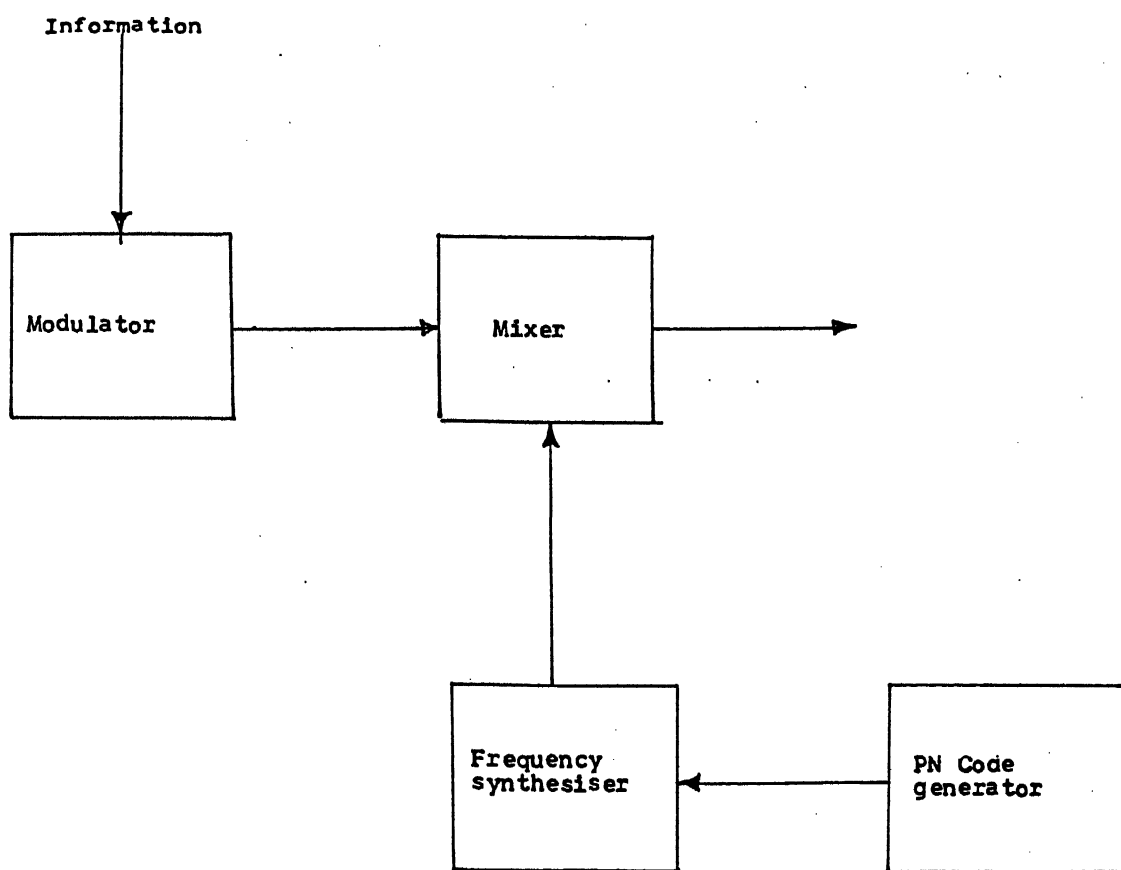 Information
Modulator
Mixer
Frequency
synthesiser
PN Code
generator